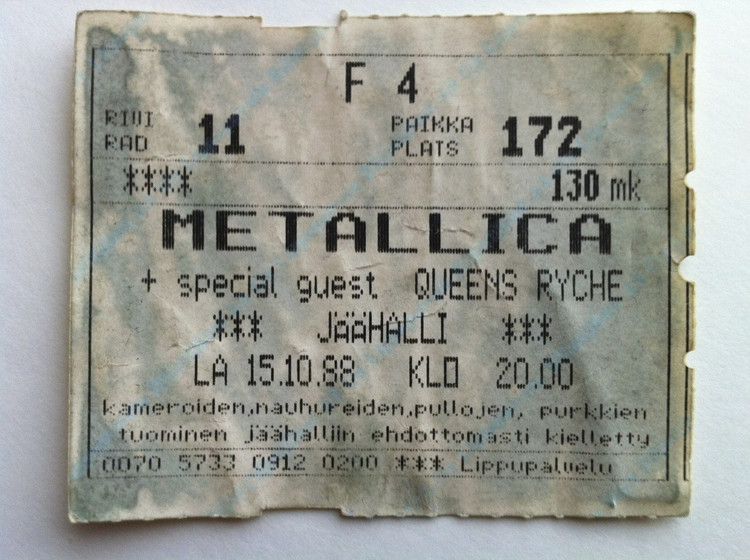 F 4
RIVI 11 PAIKKA 172
RAD PLATS
**** 130 mk
METALLICA
+ special guest QUEENS RYCHE
*** JÄÄHALLI ***
LA 15.10.88 KLO 20.00
kameroiden,nauhureiden,pullojen, purkkien
tuominen jäähalliin ehdottomasti kielletty
0070 5733 0912 0200 *** Lippupalvelu